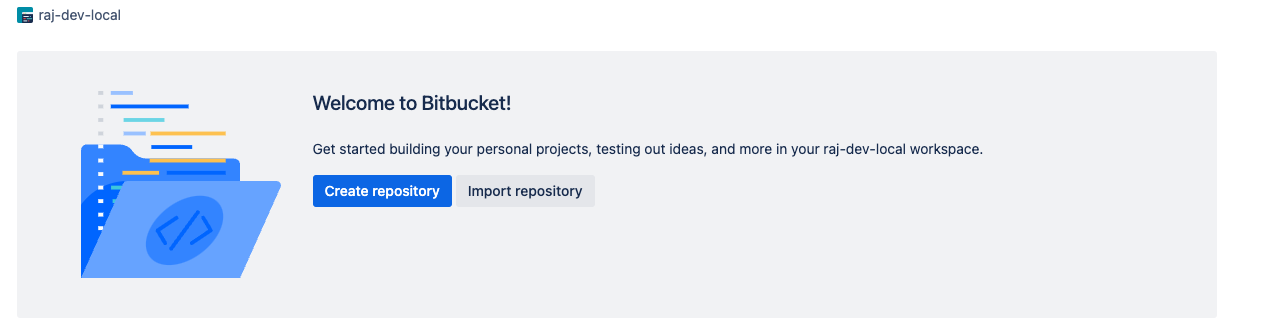 raj-dev-local
Welcome to Bitbucket!
Get started building your personal projects, testing out ideas, and more in your raj-dev-local workspace.
Create repository Import repository